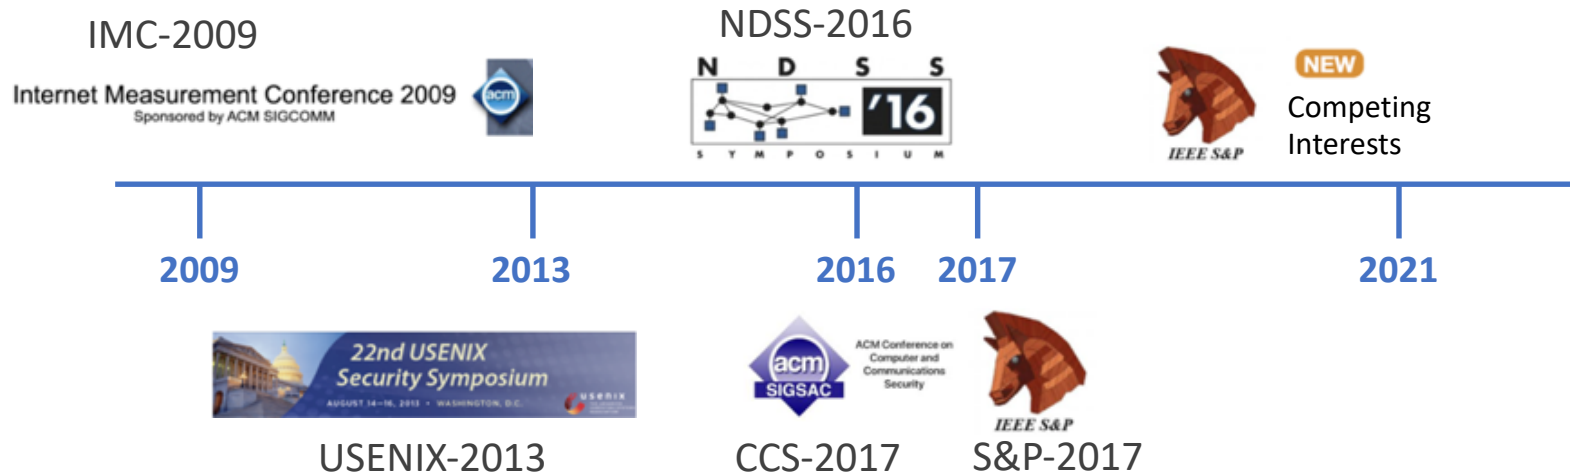 IMC-2009
Internet Measurement Conference 2009
Sponsored by ACM SIGCOMM
acm
NDSS-2016
N D S S
'16
S Y M P O S I U M
IEEE S&P
NEW
Competing
Interests
2009
2013
2016
2017
2021
22nd USENIX
Security Symposium
AUGUST 14–16, 2013 • WASHINGTON, D.C.
usenix
USENIX-2013
acm
SIGSAC
ACM Conference on
Computer and
Communications
Security
CCS-2017
IEEE S&P
S&P-2017